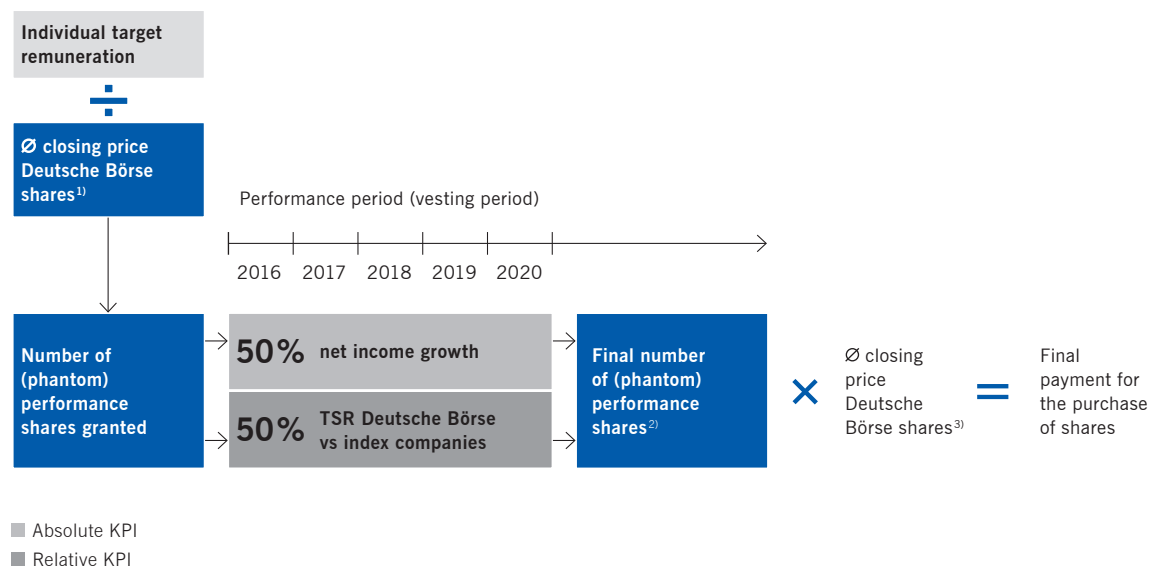 Individual target
remuneration
÷
Ø closing price
Deutsche Börse
shares1)
Performance period (vesting period)
2016 2017 2018 2019 2020
Number of
(phantom)
performance
shares granted
50% net income growth
50% TSR Deutsche Börse
vs index companies
Final number
of (phantom)
performance
shares2)
×
Ø closing
price
Deutsche
Börse shares3)
=
Final
payment for
the purchase
of shares
Absolute KPI
Relative KPI